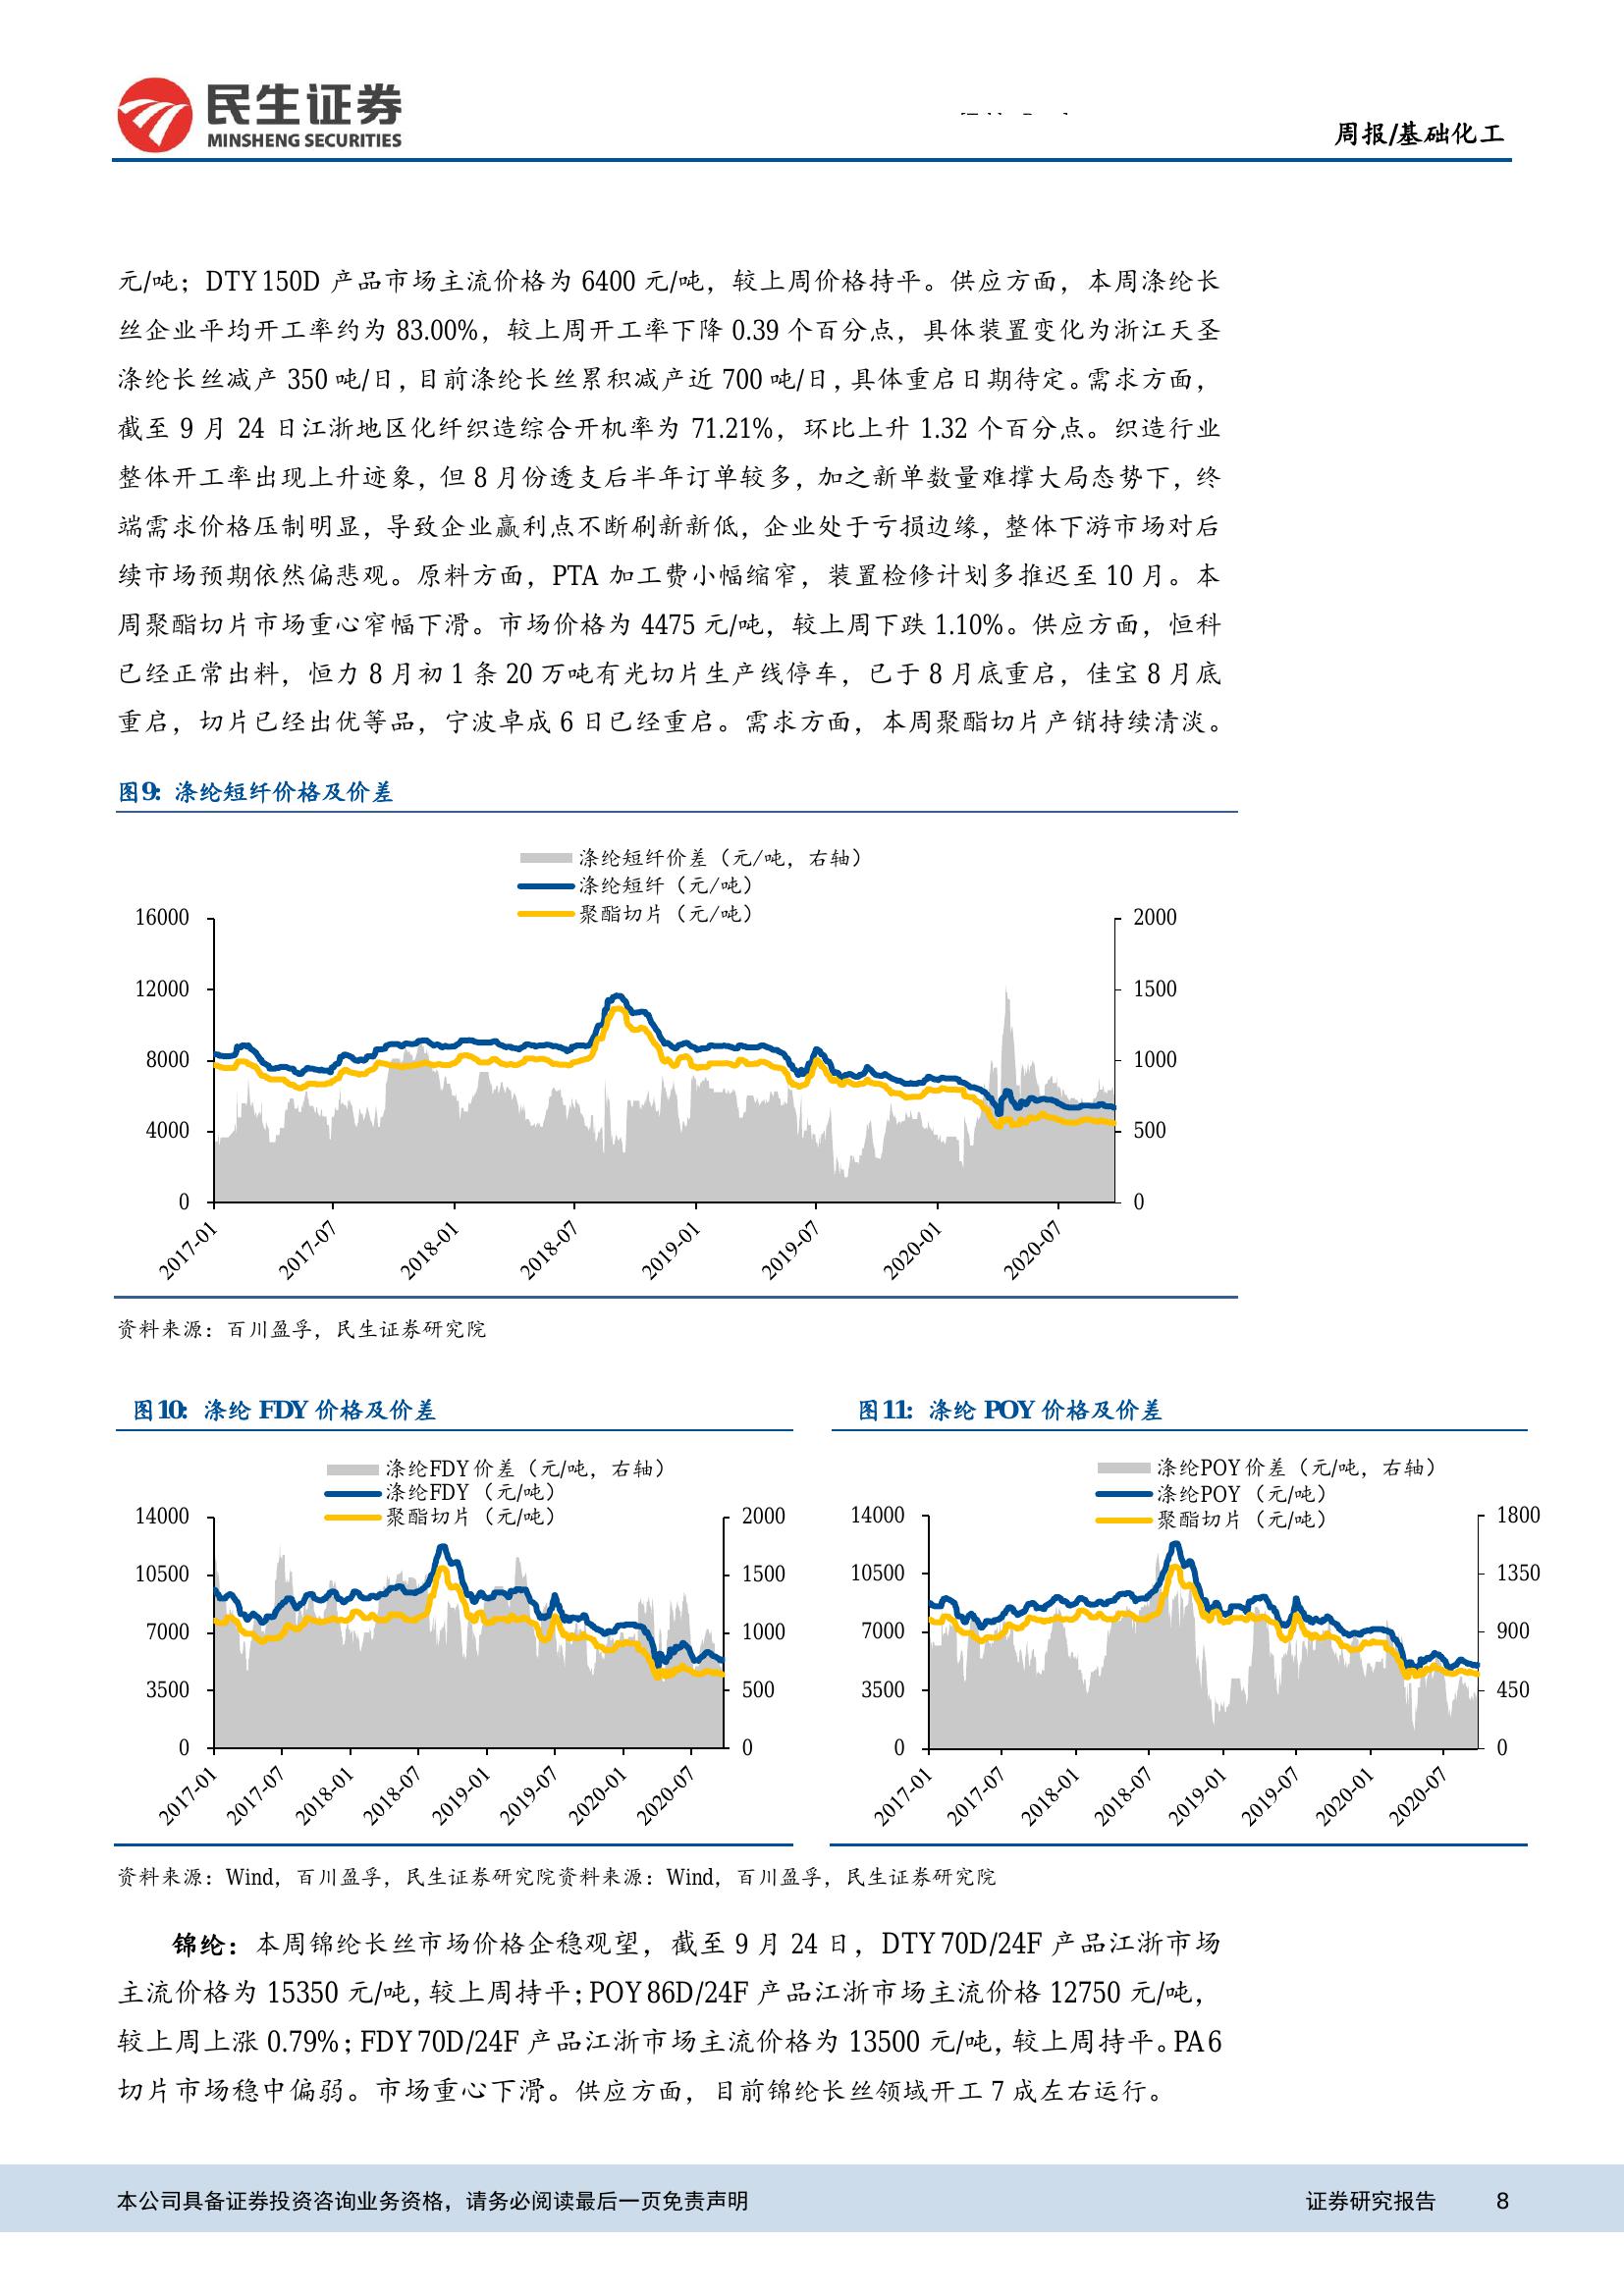 民生证券
MINSHENG SECURITIES
周报/基础化工
元/吨；DTY 150D 产品市场主流价格为 6400 元/吨，较上周价格持平。供应方面，本周涤纶长
丝企业平均开工率约为 83.00%，较上周开工率下降 0.39 个百分点，具体装置变化为浙江天圣
涤纶长丝减产 350 吨/日，目前涤纶长丝累积减产近 700 吨/日，具体重启日期待定。需求方面，
截至 9 月 24 日江浙地区化纤织造综合开机率为 71.21%，环比上升 1.32 个百分点。织造行业
整体开工率出现上升迹象，但 8 月份透支后半年订单较多，加之新单数量难撑大局态势下，终
端需求价格压制明显，导致企业赢利点不断刷新新低，企业处于亏损边缘，整体下游市场对后
续市场预期依然偏悲观。原料方面，PTA 加工费小幅缩窄，装置检修计划多推迟至 10 月。本
周聚酯切片市场重心窄幅下滑。市场价格为 4475 元/吨，较上周下跌 1.10%。供应方面，恒科
已经正常出料，恒力 8 月初 1 条 20 万吨有光切片生产线停车，已于 8 月底重启，佳宝 8 月底
重启，切片已经出优等品，宁波卓成 6 日已经重启。需求方面，本周聚酯切片产销持续清淡。
图9：涤纶短纤价格及价差
涤纶短纤价差（元/吨，右轴）
涤纶短纤（元/吨）
聚酯切片（元/吨）
16000
12000
8000
4000
0
2000
1500
1000
500
0
2017-01 2017-07 2018-01 2018-07 2019-01 2019-07 2020-01 2020-07
资料来源：百川盈孚，民生证券研究院
图10：涤纶 FDY 价格及价差
涤纶FDY 价差（元/吨，右轴）
涤纶FDY（元/吨）
聚酯切片（元/吨）
14000
10500
7000
3500
0
2000
1500
1000
500
0
2017-01 2017-07 2018-01 2018-07 2019-01 2019-07 2020-01 2020-07
图11：涤纶 POY 价格及价差
涤纶POY 价差（元/吨，右轴）
涤纶POY（元/吨）
聚酯切片（元/吨）
14000
10500
7000
3500
0
1800
1350
900
450
0
2017-01 2017-07 2018-01 2018-07 2019-01 2019-07 2020-01 2020-07
资料来源：Wind，百川盈孚，民生证券研究院资料来源：Wind，百川盈孚，民生证券研究院
锦纶：本周锦纶长丝市场价格企稳观望，截至 9 月 24 日，DTY 70D/24F 产品江浙市场
主流价格为 15350 元/吨，较上周持平；POY 86D/24F 产品江浙市场主流价格 12750 元/吨，
较上周上涨 0.79%；FDY 70D/24F 产品江浙市场主流价格为 13500 元/吨，较上周持平。PA6
切片市场稳中偏弱。市场重心下滑。供应方面，目前锦纶长丝领域开工 7 成左右运行。
本公司具备证券投资咨询业务资格，请务必阅读最后一页免责声明
证券研究报告 8